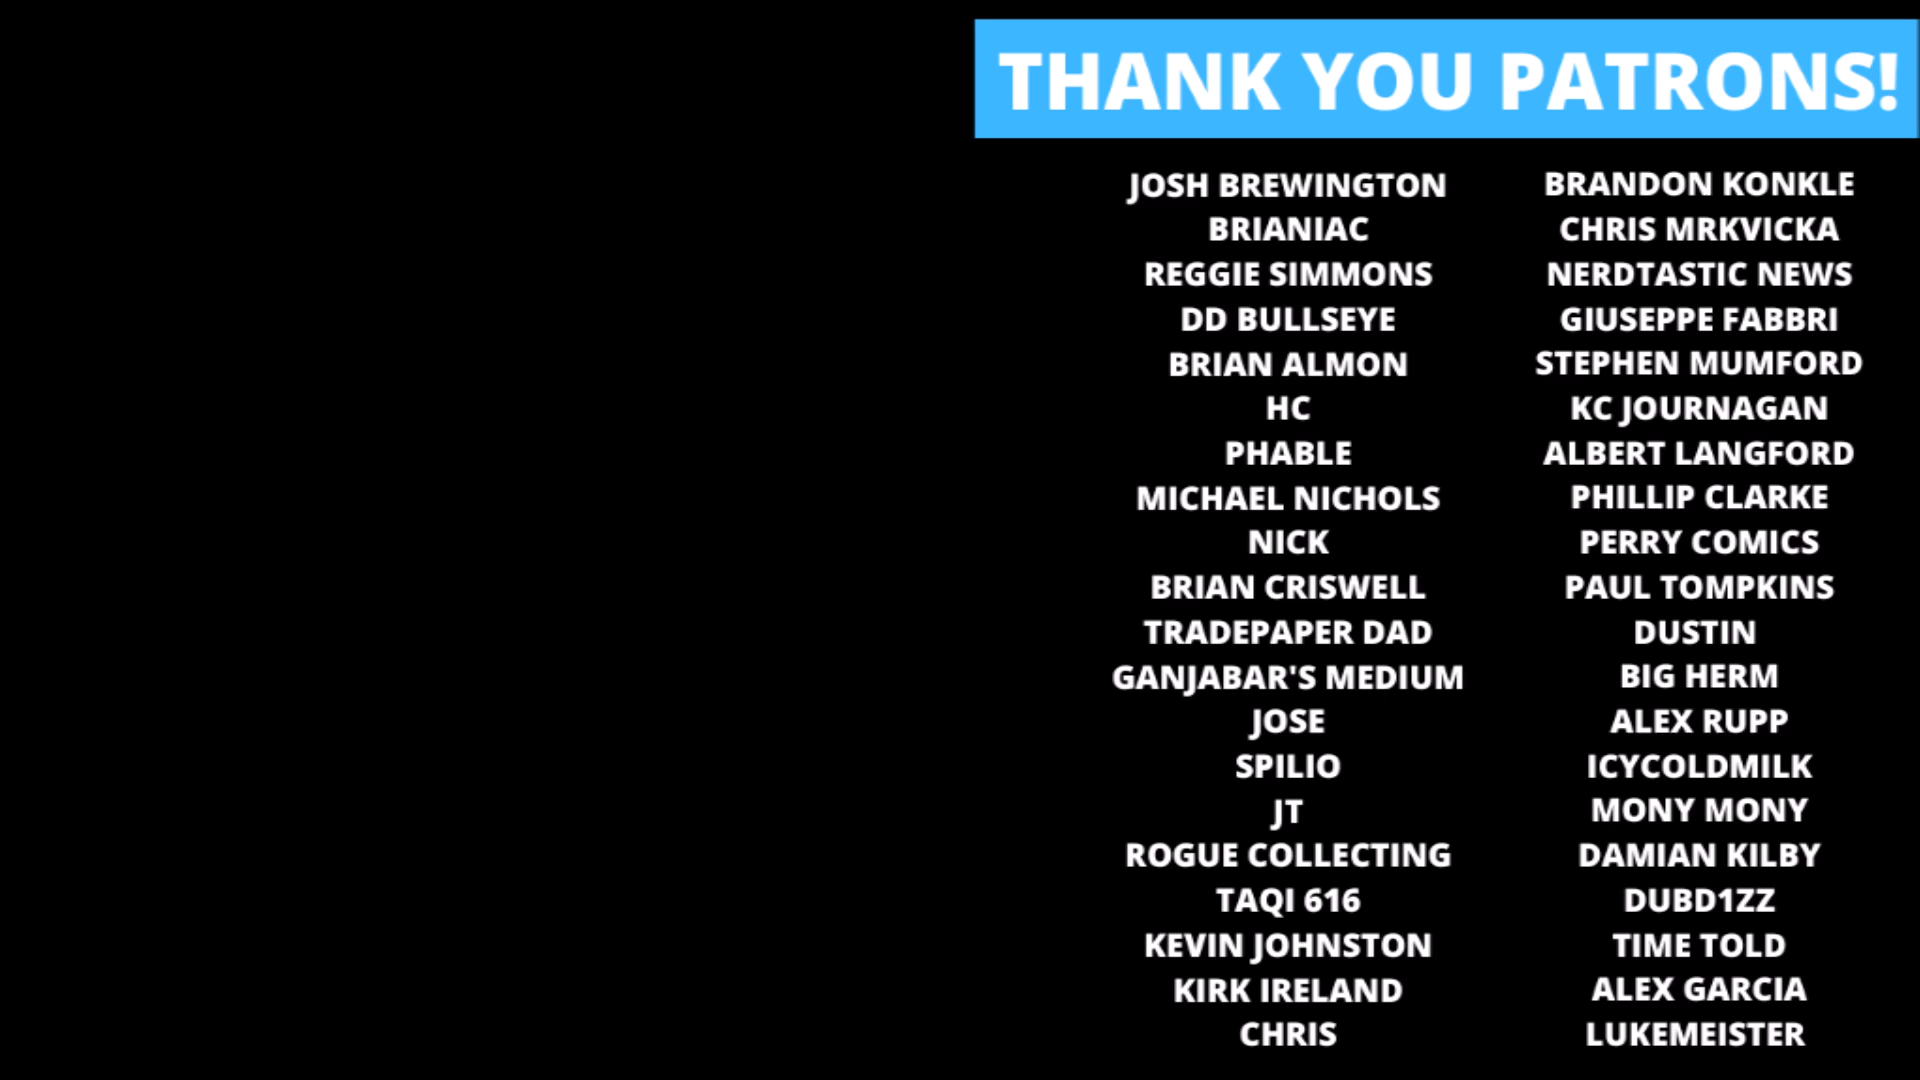 THANK YOU PATRONS!
JOSH BREWINGTON
BRIANIAC
REGGIE SIMMONS
DD BULLSEYE
BRIAN ALMON
HC
PHABLE
MICHAEL NICHOLS
NICK
BRIAN CRISWELL
TRADEPAPER DAD
GANJABAR'S MEDIUM
JOSE
SPILIO
JT
ROGUE COLLECTING
TAQI 616
KEVIN JOHNSTON
KIRK IRELAND
CHRIS
BRANDON KONKLE
CHRIS MRKVICKA
NERDTASTIC NEWS
GIUSEPPE FABBRI
STEPHEN MUMFORD
KC JOURNAGAN
ALBERT LANGFORD
PHILLIP CLARKE
PERRY COMICS
PAUL TOMPKINS
DUSTIN
BIG HERM
ALEX RUPP
ICYCOLDMILK
MONY MONY
DAMIAN KILBY
DUBD1ZZ
TIME TOLD
ALEX GARCIA
LUKEMEISTER